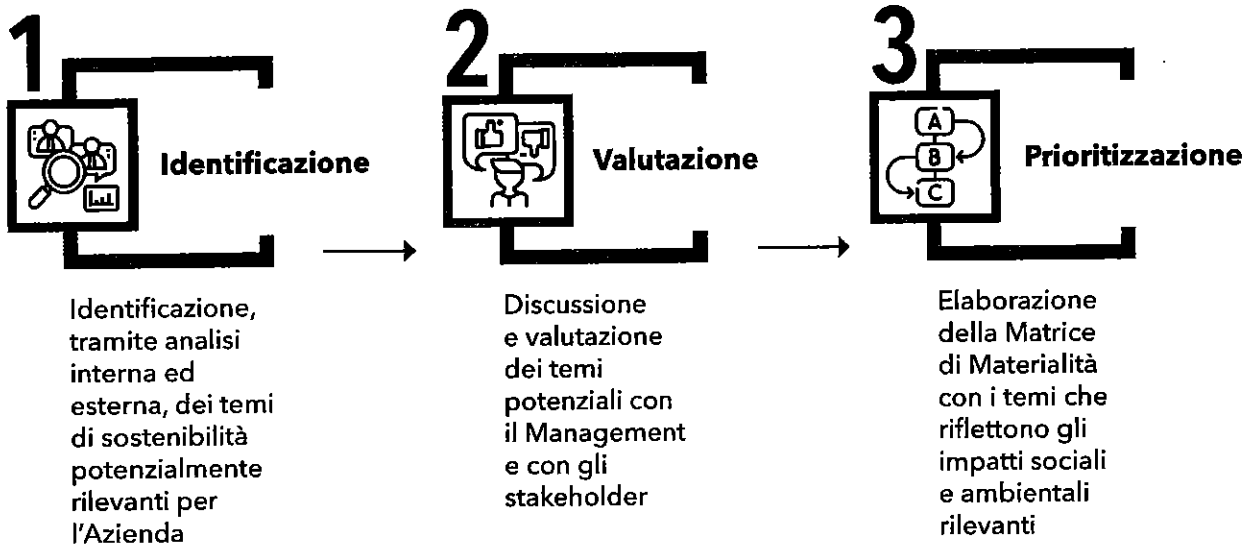 1
Identificazione
Identificazione,
tramite analisi
interna ed
esterna, dei temi
di sostenibilità
potenzialmente
rilevanti per
l'Azienda
2
Valutazione
Discussione
e valutazione
dei temi
potenziali con
il Management
e con gli
stakeholder
3
A
B
C
Prioritizzazione
Elaborazione
della Matrice
di Materialità
con i temi che
riflettono gli
impatti sociali
e ambientali
rilevanti